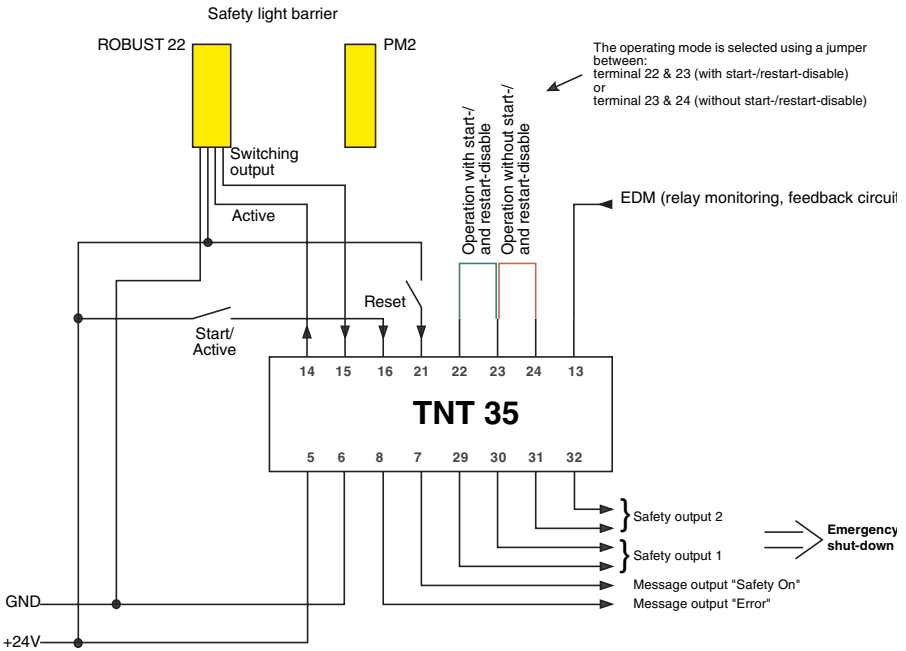 Safety light barrier
ROBUST 22
PM2
The operating mode is selected using a jumper
between:
terminal 22 & 23 (with start-/restart-disable)
or
terminal 23 & 24 (without start-/restart-disable)
Switching
output
Active
Operation with start-/
and restart-disable
Operation without start-/
and restart-disable
EDM (relay monitoring, feedback circuit
Reset
Start/
Active
14 15 16 21 22 23 24 13
TNT 35
5 6 8 7 29 30 31 32
} Safety output 2
} Safety output 1
Emergency
shut-down
Message output "Safety On"
Message output "Error"
GND
+24V